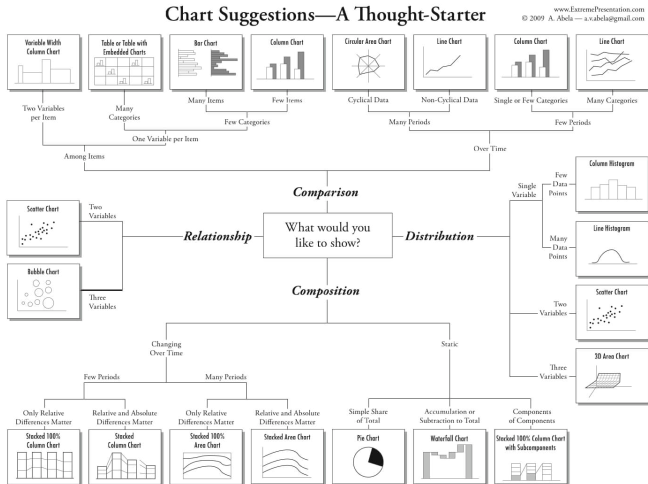 Chart Suggestions—A Thought-Starter
www.ExtremePresentation.com
© 2009 A. Abela — a.v.abela@gmail.com
Variable Width
Column Chart
Table or Table with
Embedded Charts
Bar Chart
Column Chart
Circular Area Chart
Line Chart
Column Chart
Line Chart
Two Variables
per Item
Many
Categories
Many Items
Few Items
Cyclical Data
Non-Cyclical Data
Single or Few Categories
Many Categories
Few Categories
Many Periods
Few Periods
One Variable per Item
Among Items
Over Time
Comparison
What would you
like to show?
Relationship
Scatter Chart
Two
Variables
Bubble Chart
Three
Variables
Distribution
Single
Variable
Few
Data
Points
Column Histogram
Many
Data
Points
Line Histogram
Two
Variables
Scatter Chart
Three
Variables
3D Area Chart
Composition
Changing
Over Time
Static
Few Periods
Many Periods
Only Relative
Differences Matter
Relative and Absolute
Differences Matter
Only Relative
Differences Matter
Relative and Absolute
Differences Matter
Simple Share
of Total
Accumulation or
Subtraction to Total
Components
of Components
Stacked 100%
Column Chart
Stacked
Column Chart
Stacked 100%
Area Chart
Stacked Area Chart
Pie Chart
Waterfall Chart
Stacked 100% Column Chart
with Subcomponents